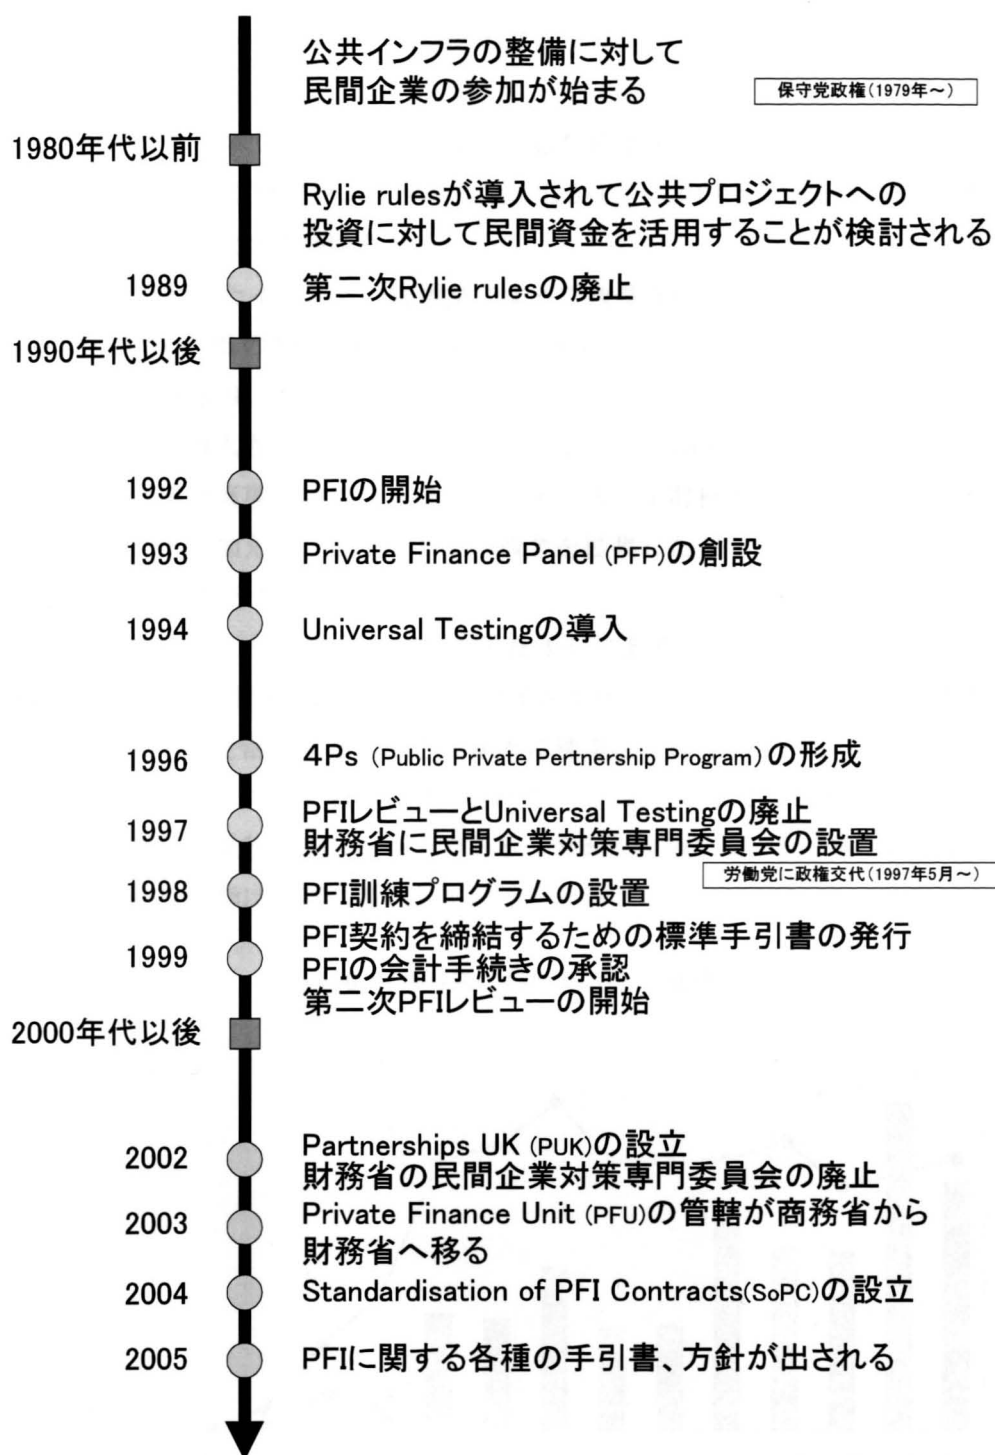 公共インフラの整備に対して
民間企業の参加が始まる
保守党政権(1979年～)
1980年代以前
Rylie rulesが導入されて公共プロジェクトへの
投資に対して民間資金を活用することが検討される
1989 第二次Rylie rulesの廃止
1990年代以後
1992 PFIの開始
1993 Private Finance Panel (PFP)の創設
1994 Universal Testingの導入
1996 4Ps (Public Private Pertnership Program)の形成
1997 PFIレビューとUniversal Testingの廃止
財務省に民間企業対策専門委員会の設置
労働党に政権交代(1997年5月～)
1998 PFI訓練プログラムの設置
1999 PFI契約を締結するための標準手引書の発行
PFIの会計手続きの承認
第二次PFIレビューの開始
2000年代以後
2002 Partnerships UK (PUK)の設立
財務省の民間企業対策専門委員会の廃止
2003 Private Finance Unit (PFU)の管轄が商務省から
財務省へ移る
2004 Standardisation of PFI Contracts(SoPC)の設立
2005 PFIに関する各種の手引書、方針が出される